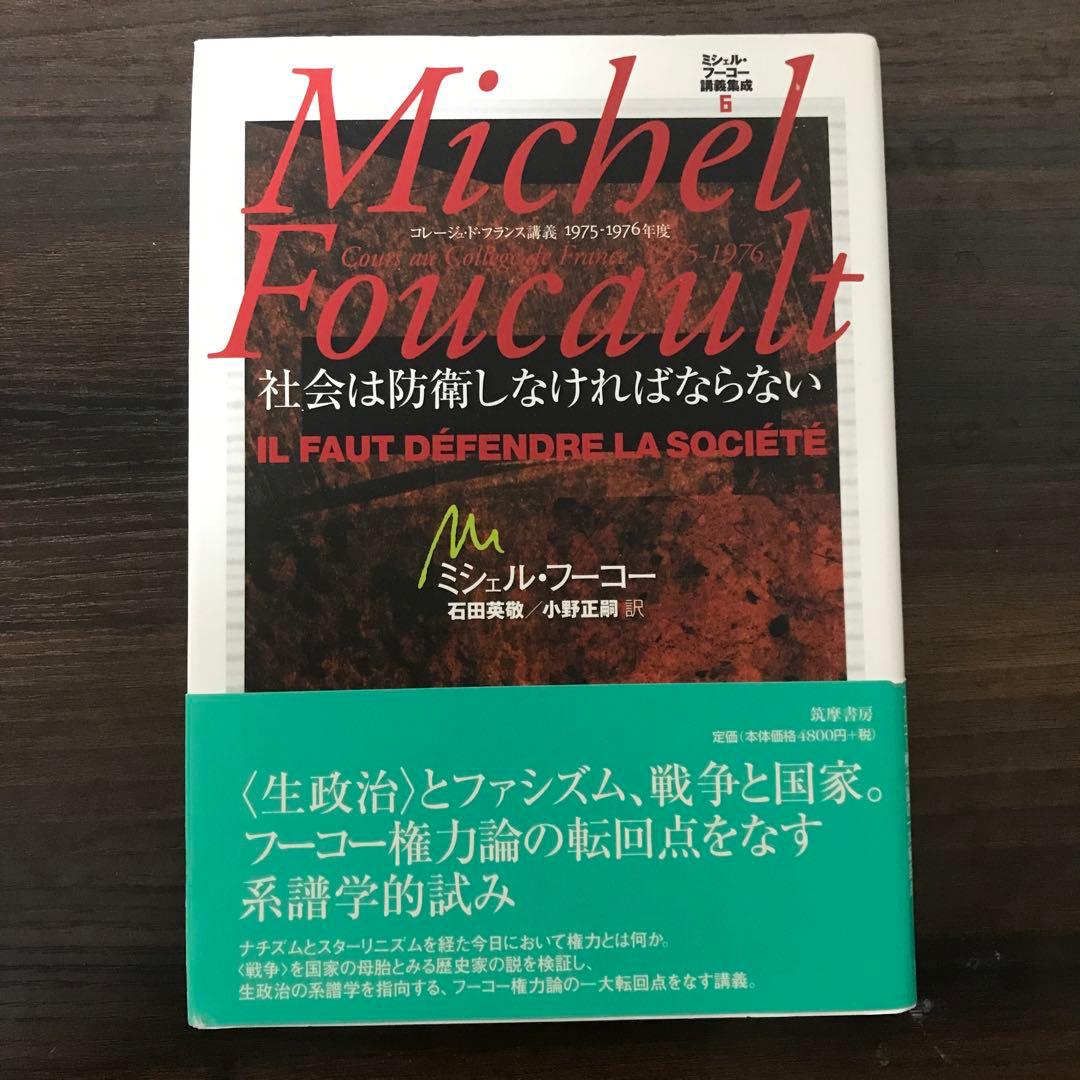 ミシェル・
フーコー
講義集成
6
Michel
コレージュ・ド・フランス講義 1975-1976年度
Cours au Collège de France, 1975-1976
Foucault
社会は防衛しなければならない
IL FAUT DÉFENDRE LA SOCIÉTÉ
ミシェル・フーコー
石田英敬/小野正嗣 訳
筑摩書房
定価(本体価格4800円+税)
〈生政治〉とファシズム、戦争と国家。
フーコー権力論の転回点をなす
系譜学的試み
ナチズムとスターリニズムを経た今日において権力とは何か。
〈戦争〉を国家の母胎とみる歴史家の説を検証し、
生政治の系譜学を指向する、フーコー権力論の一大転回点をなす講義。